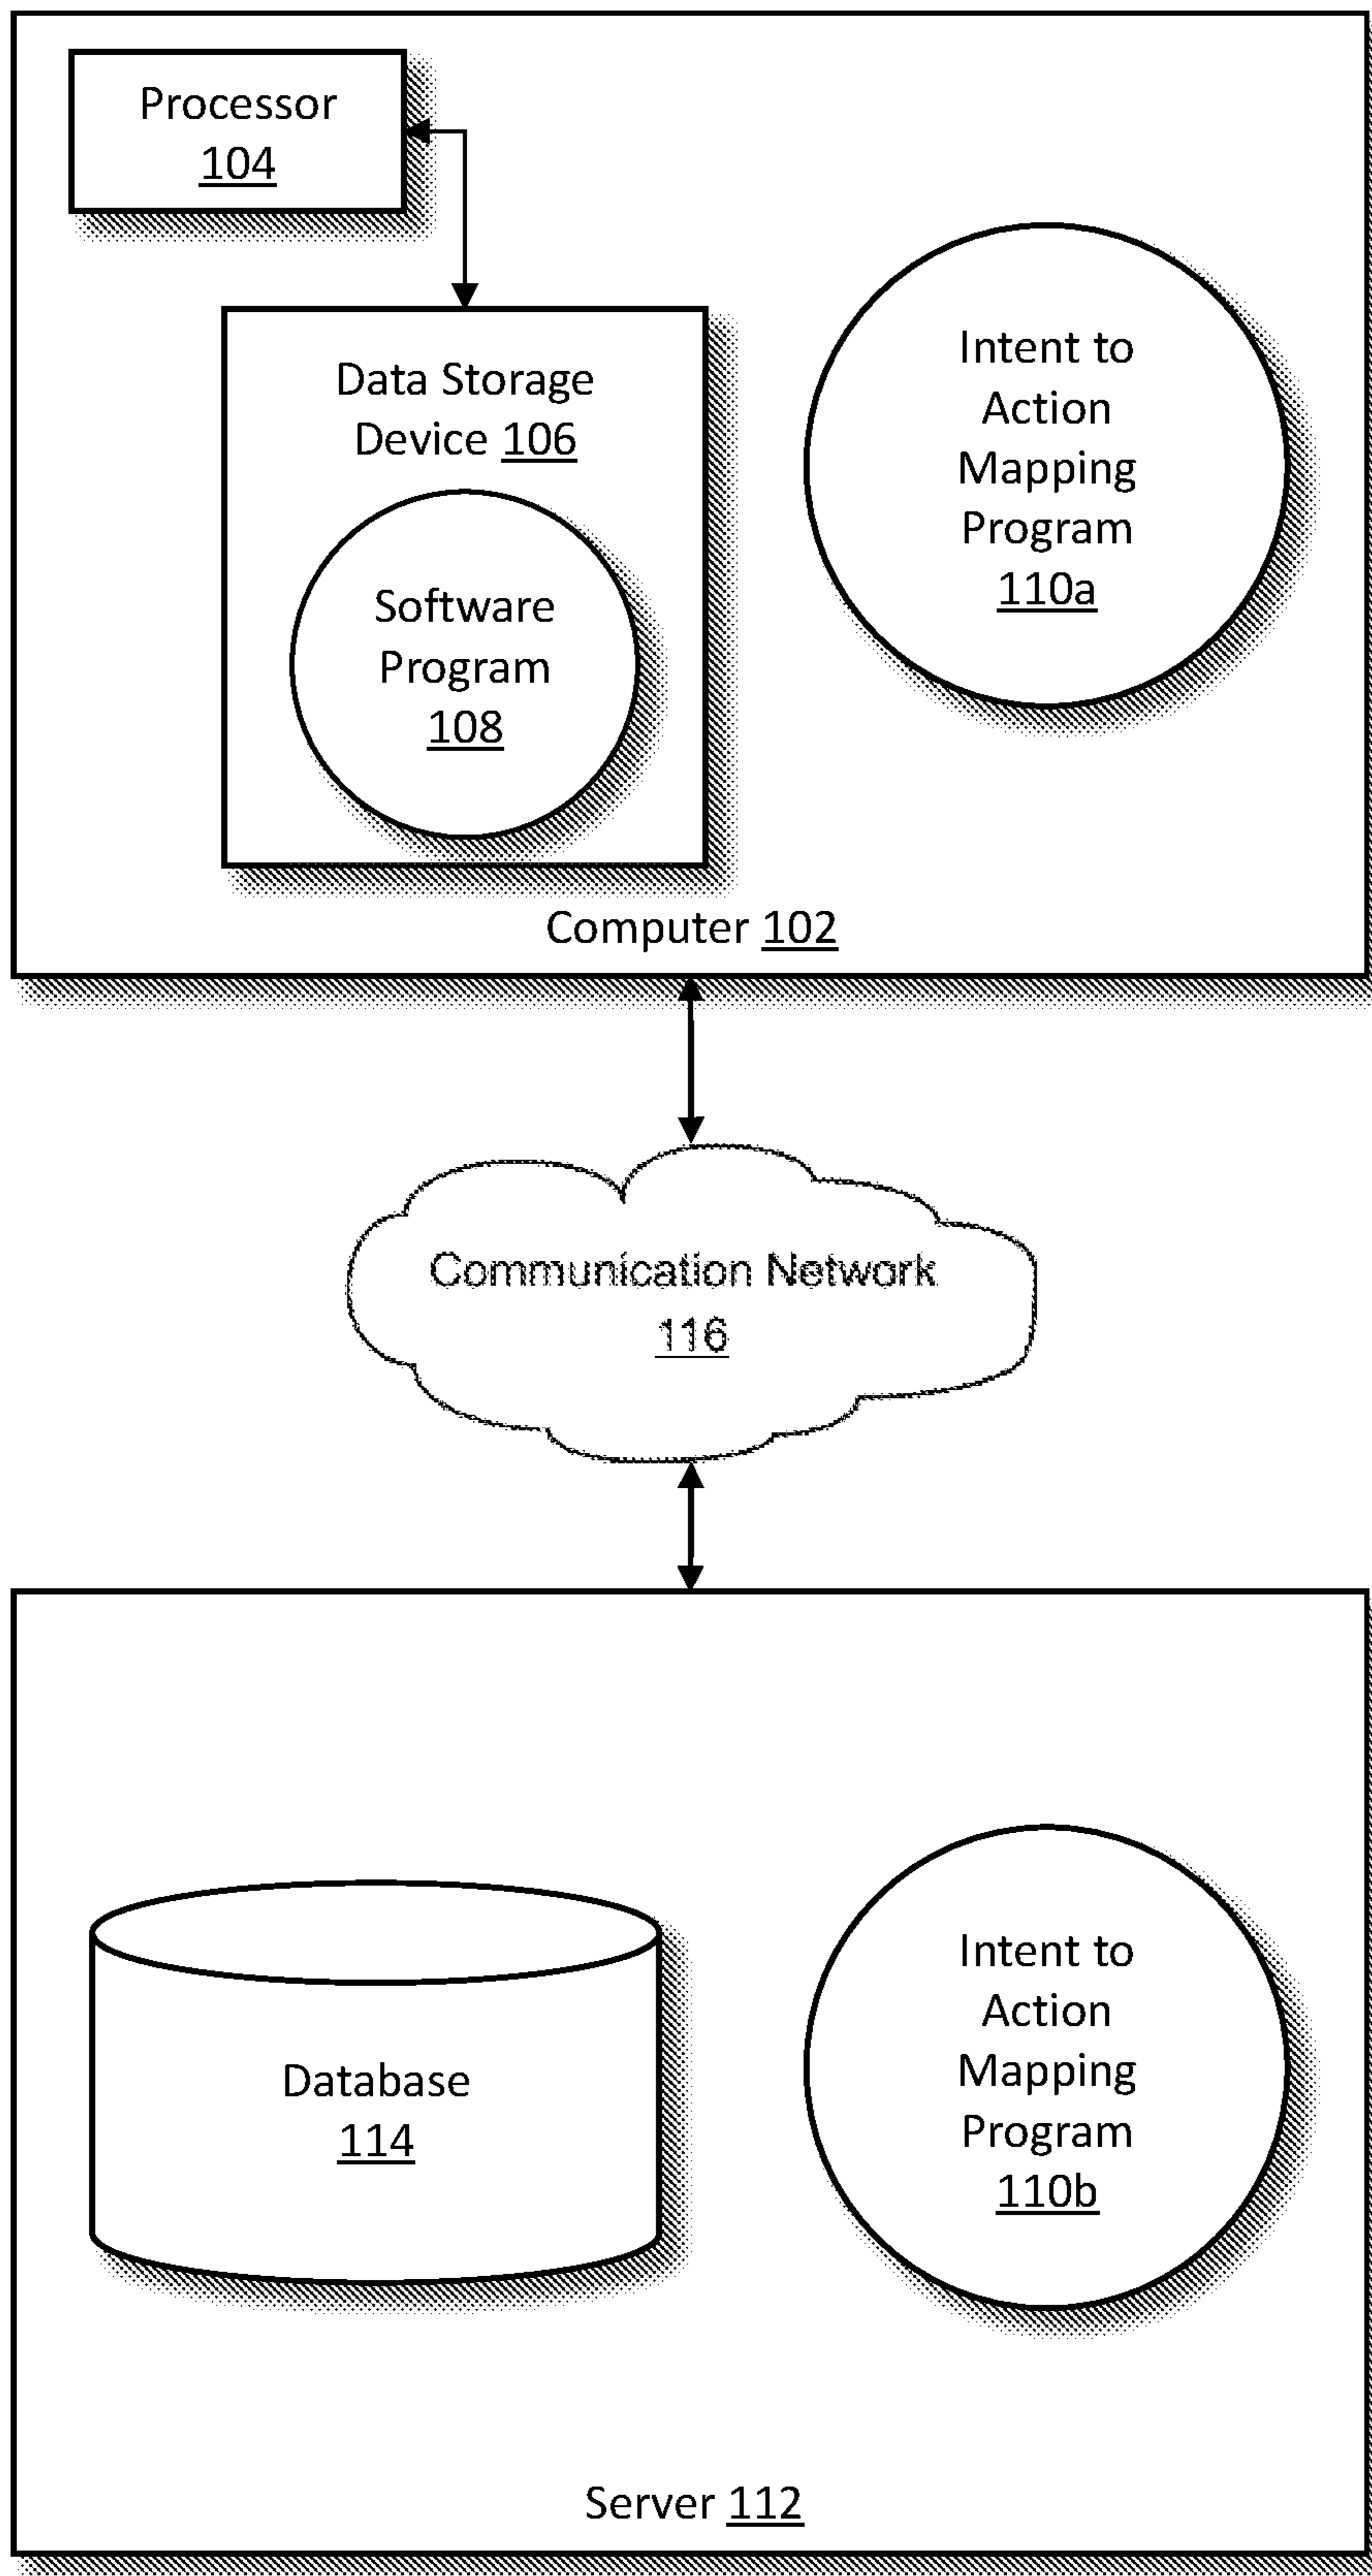 Processor
104
Data Storage
Device 106
Software
Program
108
Intent to
Action
Mapping
Program
110a
Computer 102
Communication Network
116
Database
114
Intent to
Action
Mapping
Program
110b
Server 112